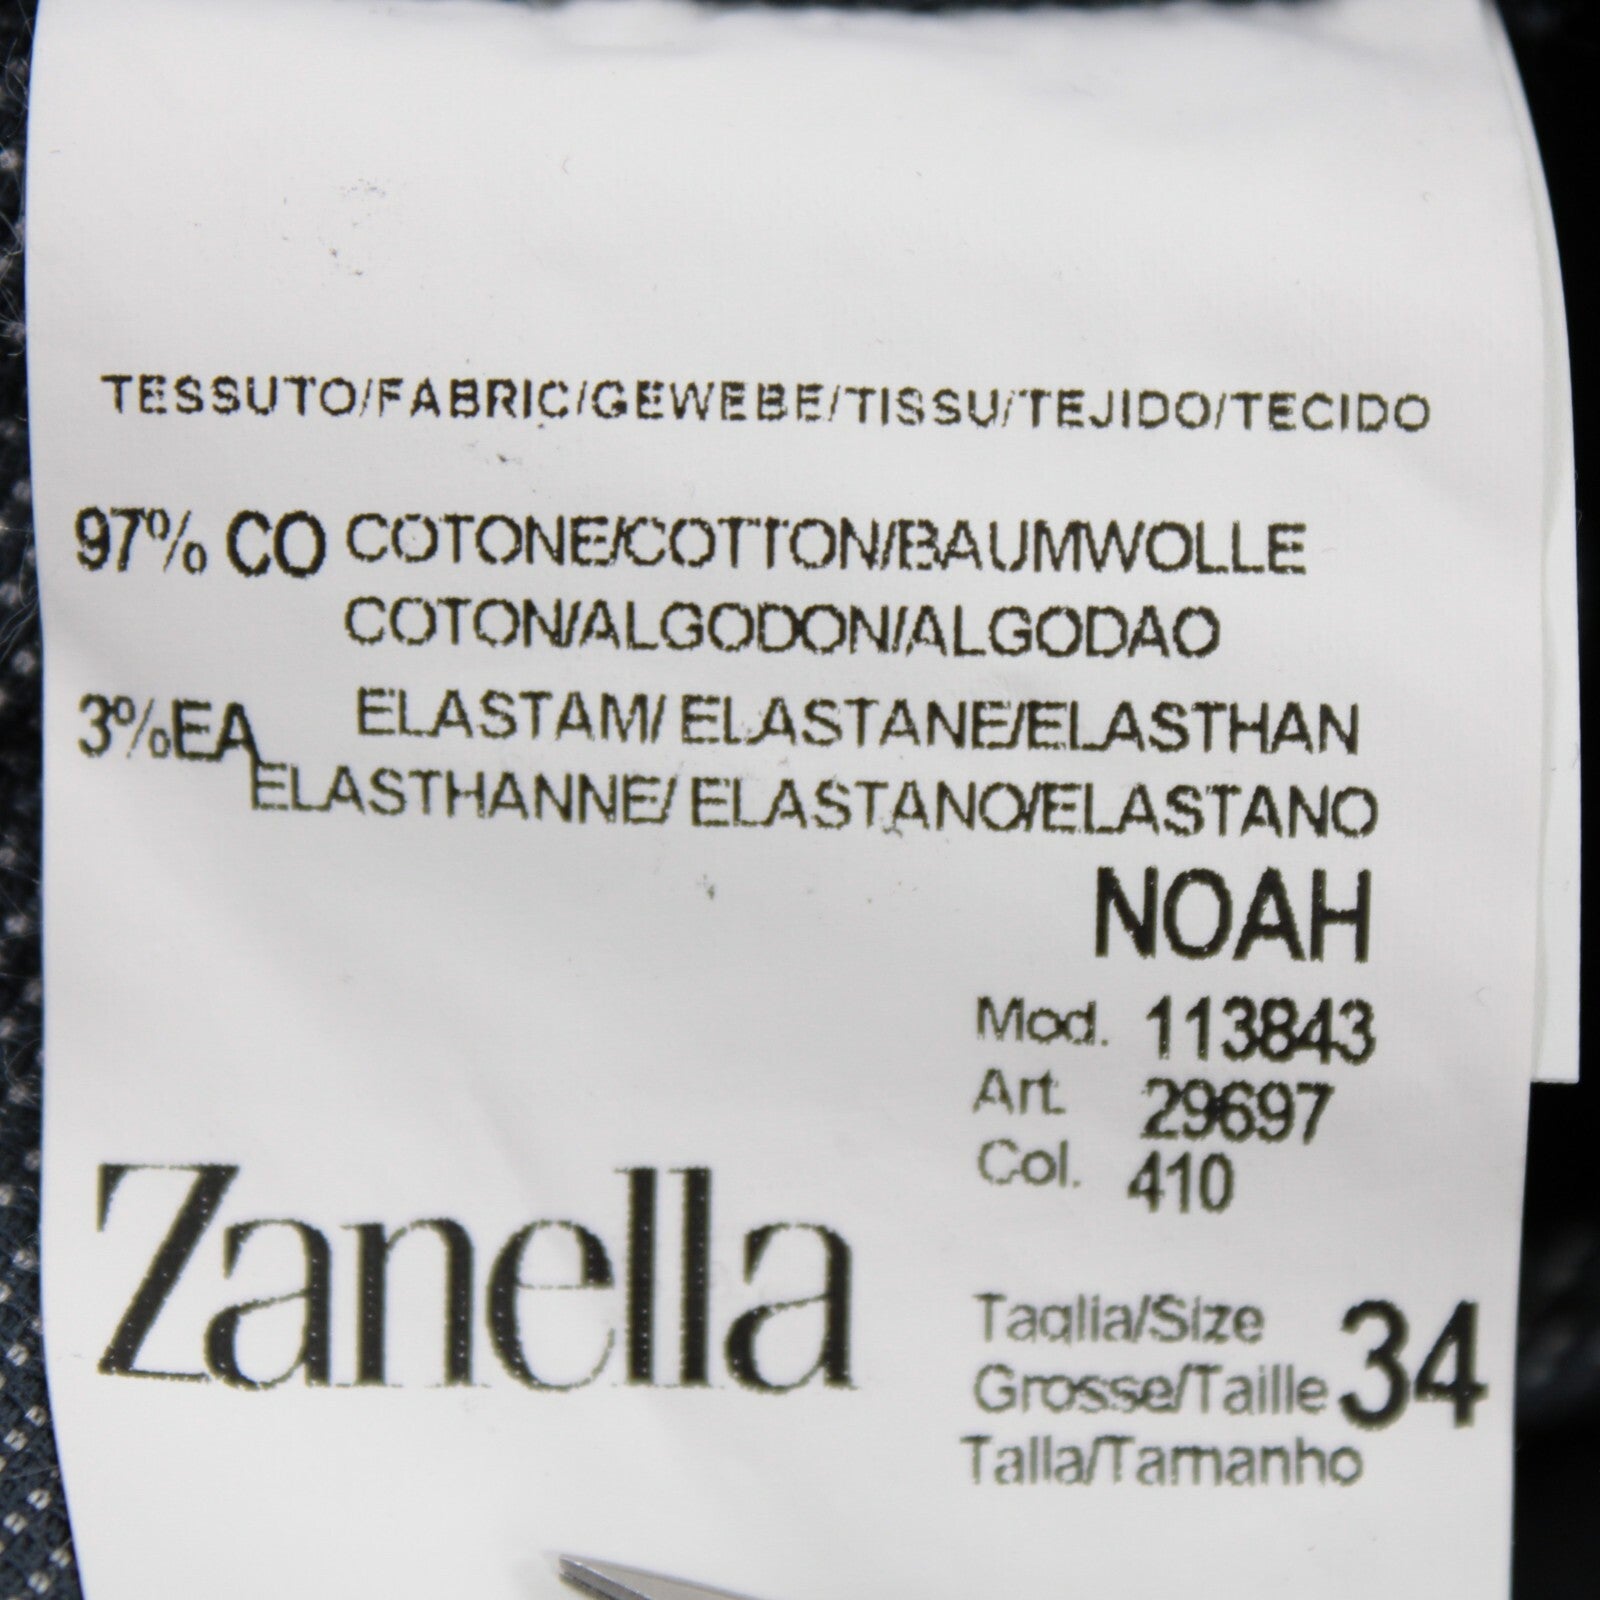 TESSUTO/FABRIC/GEWEBE/TISSU/TEJIDO/TECIDO
97% CO COTONE/COTTON/BAUMWOLLE
COTON/ALGODON/ALGODAO
3%EA ELASTAM/ ELASTANE/ELASTHAN
ELASTHANNE/ ELASTANO/ELASTANO
NOAH
Mod. 113843
Art. 29697
Col. 410
Zanella
Taglia/Size
Grosse/Taille 34
Talla/Tamanho